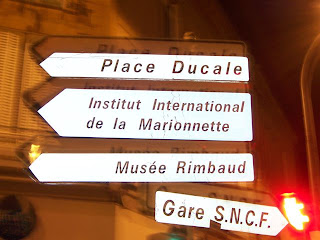 Place Ducale
Institut International
de la Marionnette
Musée Rimbaud
Gare S.N.C.F.